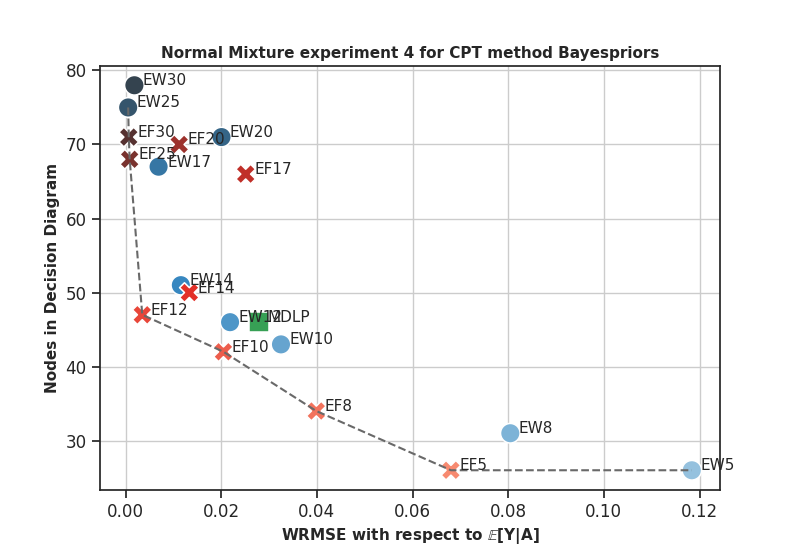 Normal Mixture experiment 4 for CPT method Bayespriors
80
EW30
EW25
70
EF30
EF20
EW20
EF25
EW17
EF17
60
50
EW14
EF14
EF12
EW12
MDLP
40
EF10
EW10
EF8
30
EW8
EF5
EW5
Nodes in Decision Diagram
0.00
0.02
0.04
0.06
0.08
0.10
0.12
WRMSE with respect to 𝔼[Y|A]